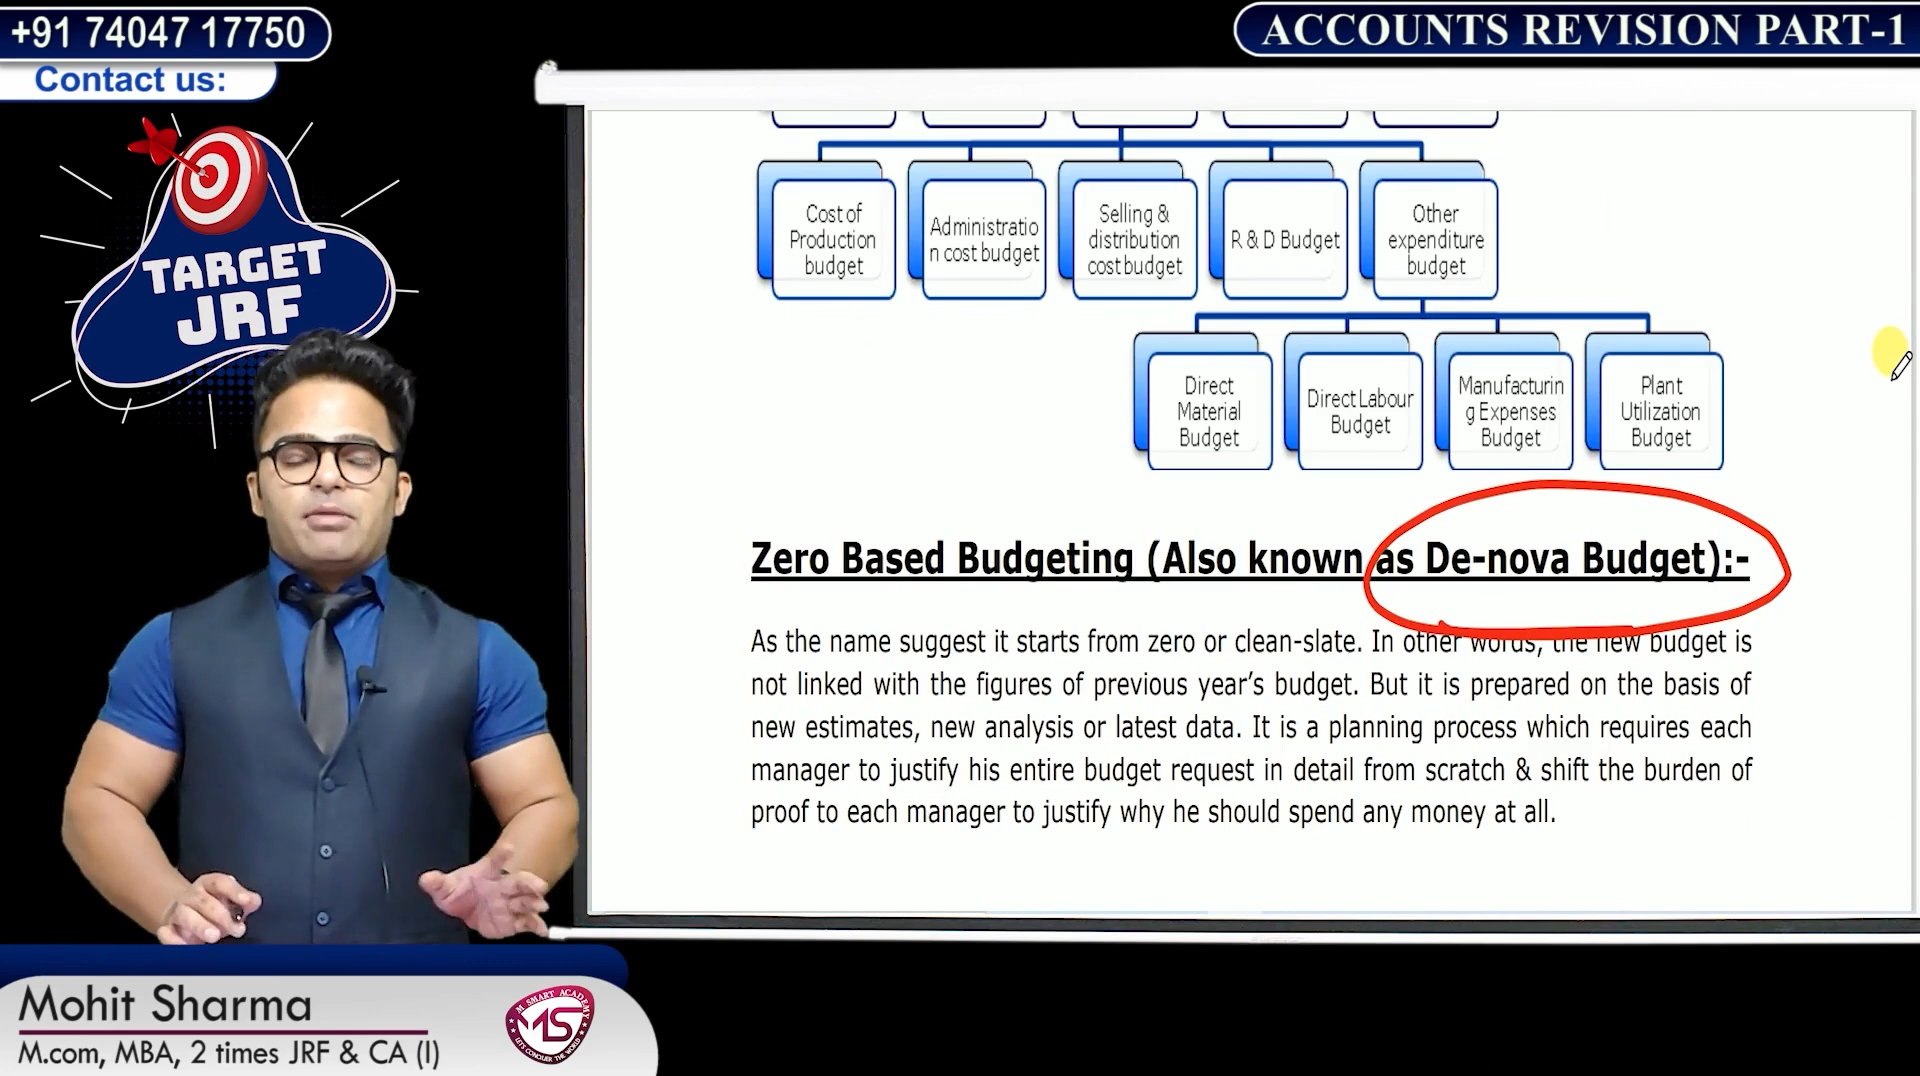 +91 74047 17750
Contact us:
ACCOUNTS REVISION PART-1
TARGET
JRF
Cost of
Production
budget
Administratio
n cost budget
Selling &
distribution
cost budget
R & D Budget
Other
expenditure
budget
Direct
Material
Budget
Direct Labour
Budget
Manufacturin
g Expenses
Budget
Plant
Utilization
Budget
Zero Based Budgeting (Also known as De-nova Budget):-
As the name suggest it starts from zero or clean-slate. In other words, the new budget is
not linked with the figures of previous year’s budget. But it is prepared on the basis of
new estimates, new analysis or latest data. It is a planning process which requires each
manager to justify his entire budget request in detail from scratch & shift the burden of
proof to each manager to justify why he should spend any money at all.
Mohit Sharma
M.com, MBA, 2 times JRF & CA (I)
M SMART ACADEMY
MS
LET'S CONQUER THE WORLD